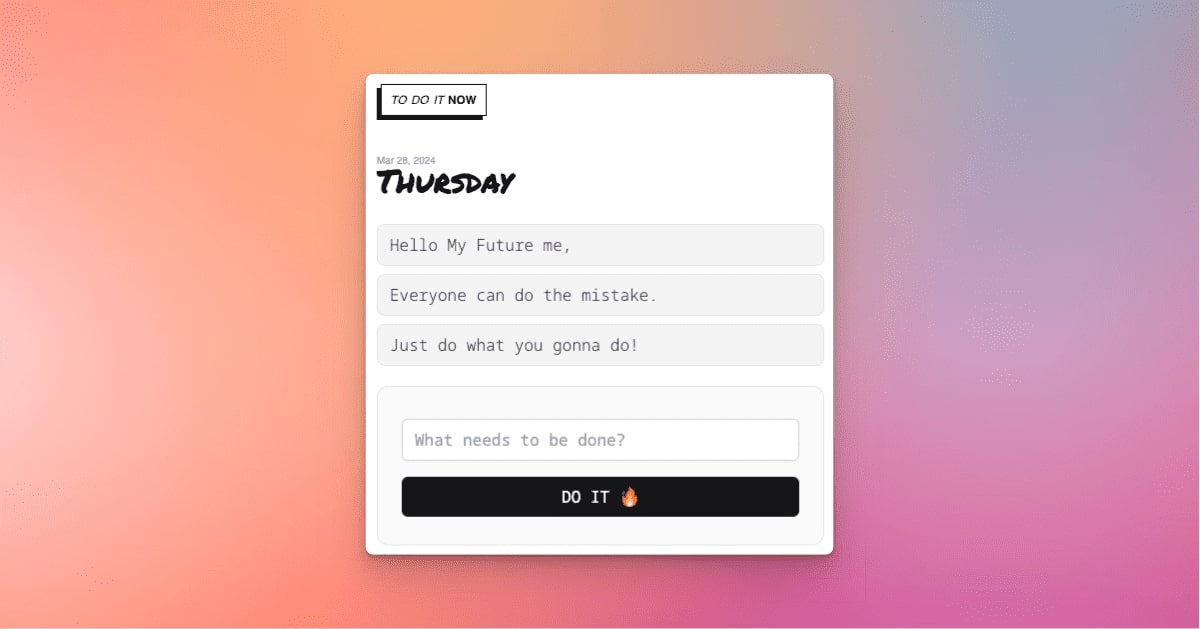 TO DO IT NOW
Mar 28, 2024
THURSDAY
Hello My Future me,
Everyone can do the mistake.
Just do what you gonna do!
What needs to be done?
DO IT 🔥